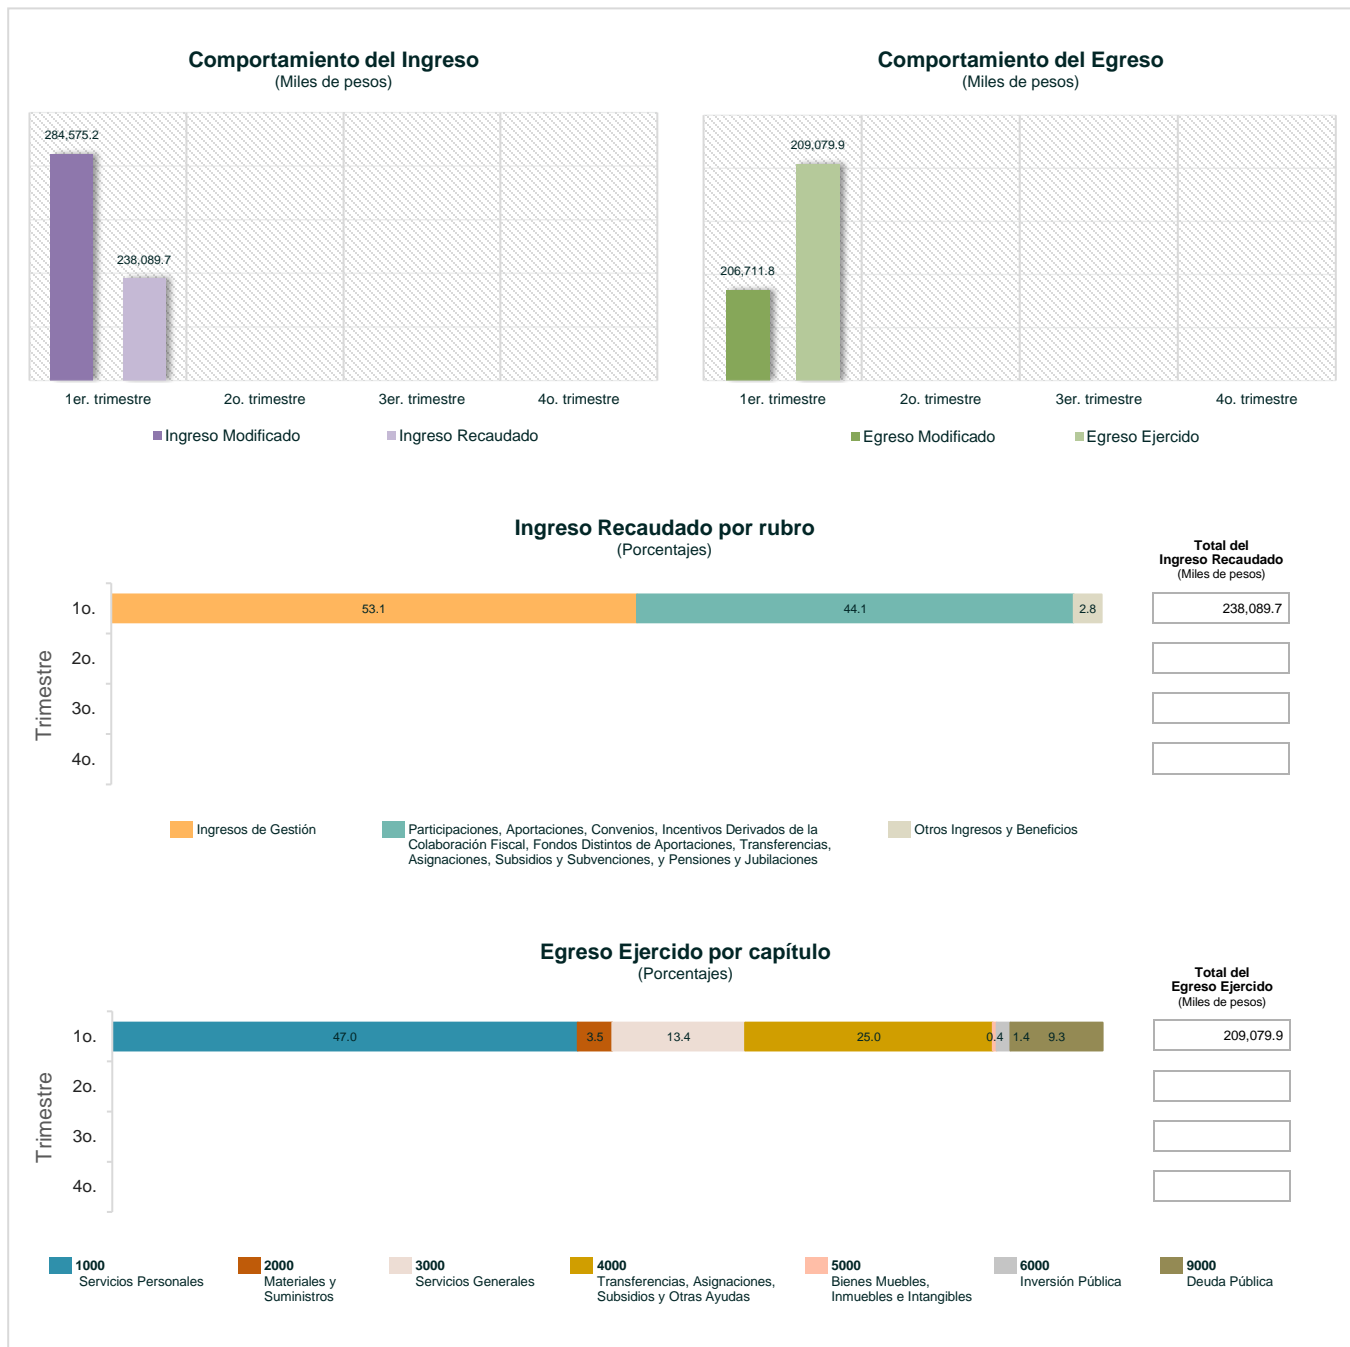 Comportamiento del Ingreso
(Miles de pesos)
284,575.2
238,089.7
1er. trimestre
2o. trimestre
3er. trimestre
4o. trimestre
Ingreso Modificado
Ingreso Recaudado
Comportamiento del Egreso
(Miles de pesos)
209,079.9
206,711.8
1er. trimestre
2o. trimestre
3er. trimestre
4o. trimestre
Egreso Modificado
Egreso Ejercido
Ingreso Recaudado por rubro
(Porcentajes)
Total del
Ingreso Recaudado
(Miles de pesos)
Trimestre
1o.
53.1
44.1
2.8
238,089.7
2o.
3o.
4o.
Ingresos de Gestión
Participaciones, Aportaciones, Convenios, Incentivos Derivados de la
Colaboración Fiscal, Fondos Distintos de Aportaciones, Transferencias,
Asignaciones, Subsidios y Subvenciones, y Pensiones y Jubilaciones
Otros Ingresos y Beneficios
Egreso Ejercido por capítulo
(Porcentajes)
Total del
Egreso Ejercido
(Miles de pesos)
Trimestre
1o.
47.0
3.5
13.4
25.0
0.4
1.4
9.3
209,079.9
2o.
3o.
4o.
1000
Servicios Personales
2000
Materiales y
Suministros
3000
Servicios Generales
4000
Transferencias, Asignaciones,
Subsidios y Otras Ayudas
5000
Bienes Muebles,
Inmuebles e Intangibles
6000
Inversión Pública
9000
Deuda Pública